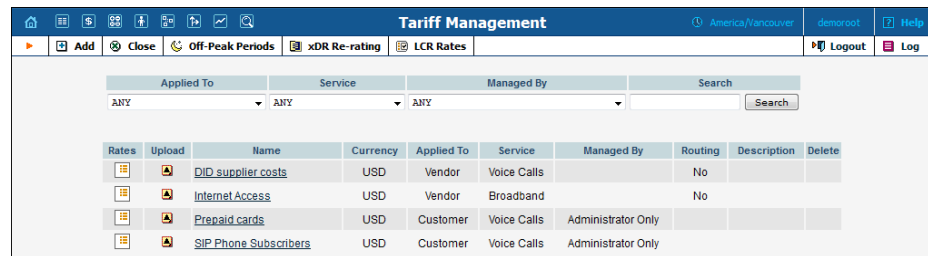 Tariff Management America/Vancouver demoroot ? Help
Add Close Off-Peak Periods xDR Re-rating LCR Rates Logout Log
Applied To Service Managed By Search
ANY ANY ANY Search
Rates Upload Name Currency Applied To Service Managed By Routing Description Delete
DID supplier costs USD Vendor Voice Calls No
Internet Access USD Vendor Broadband No
Prepaid cards USD Customer Voice Calls Administrator Only
SIP Phone Subscribers USD Customer Voice Calls Administrator Only